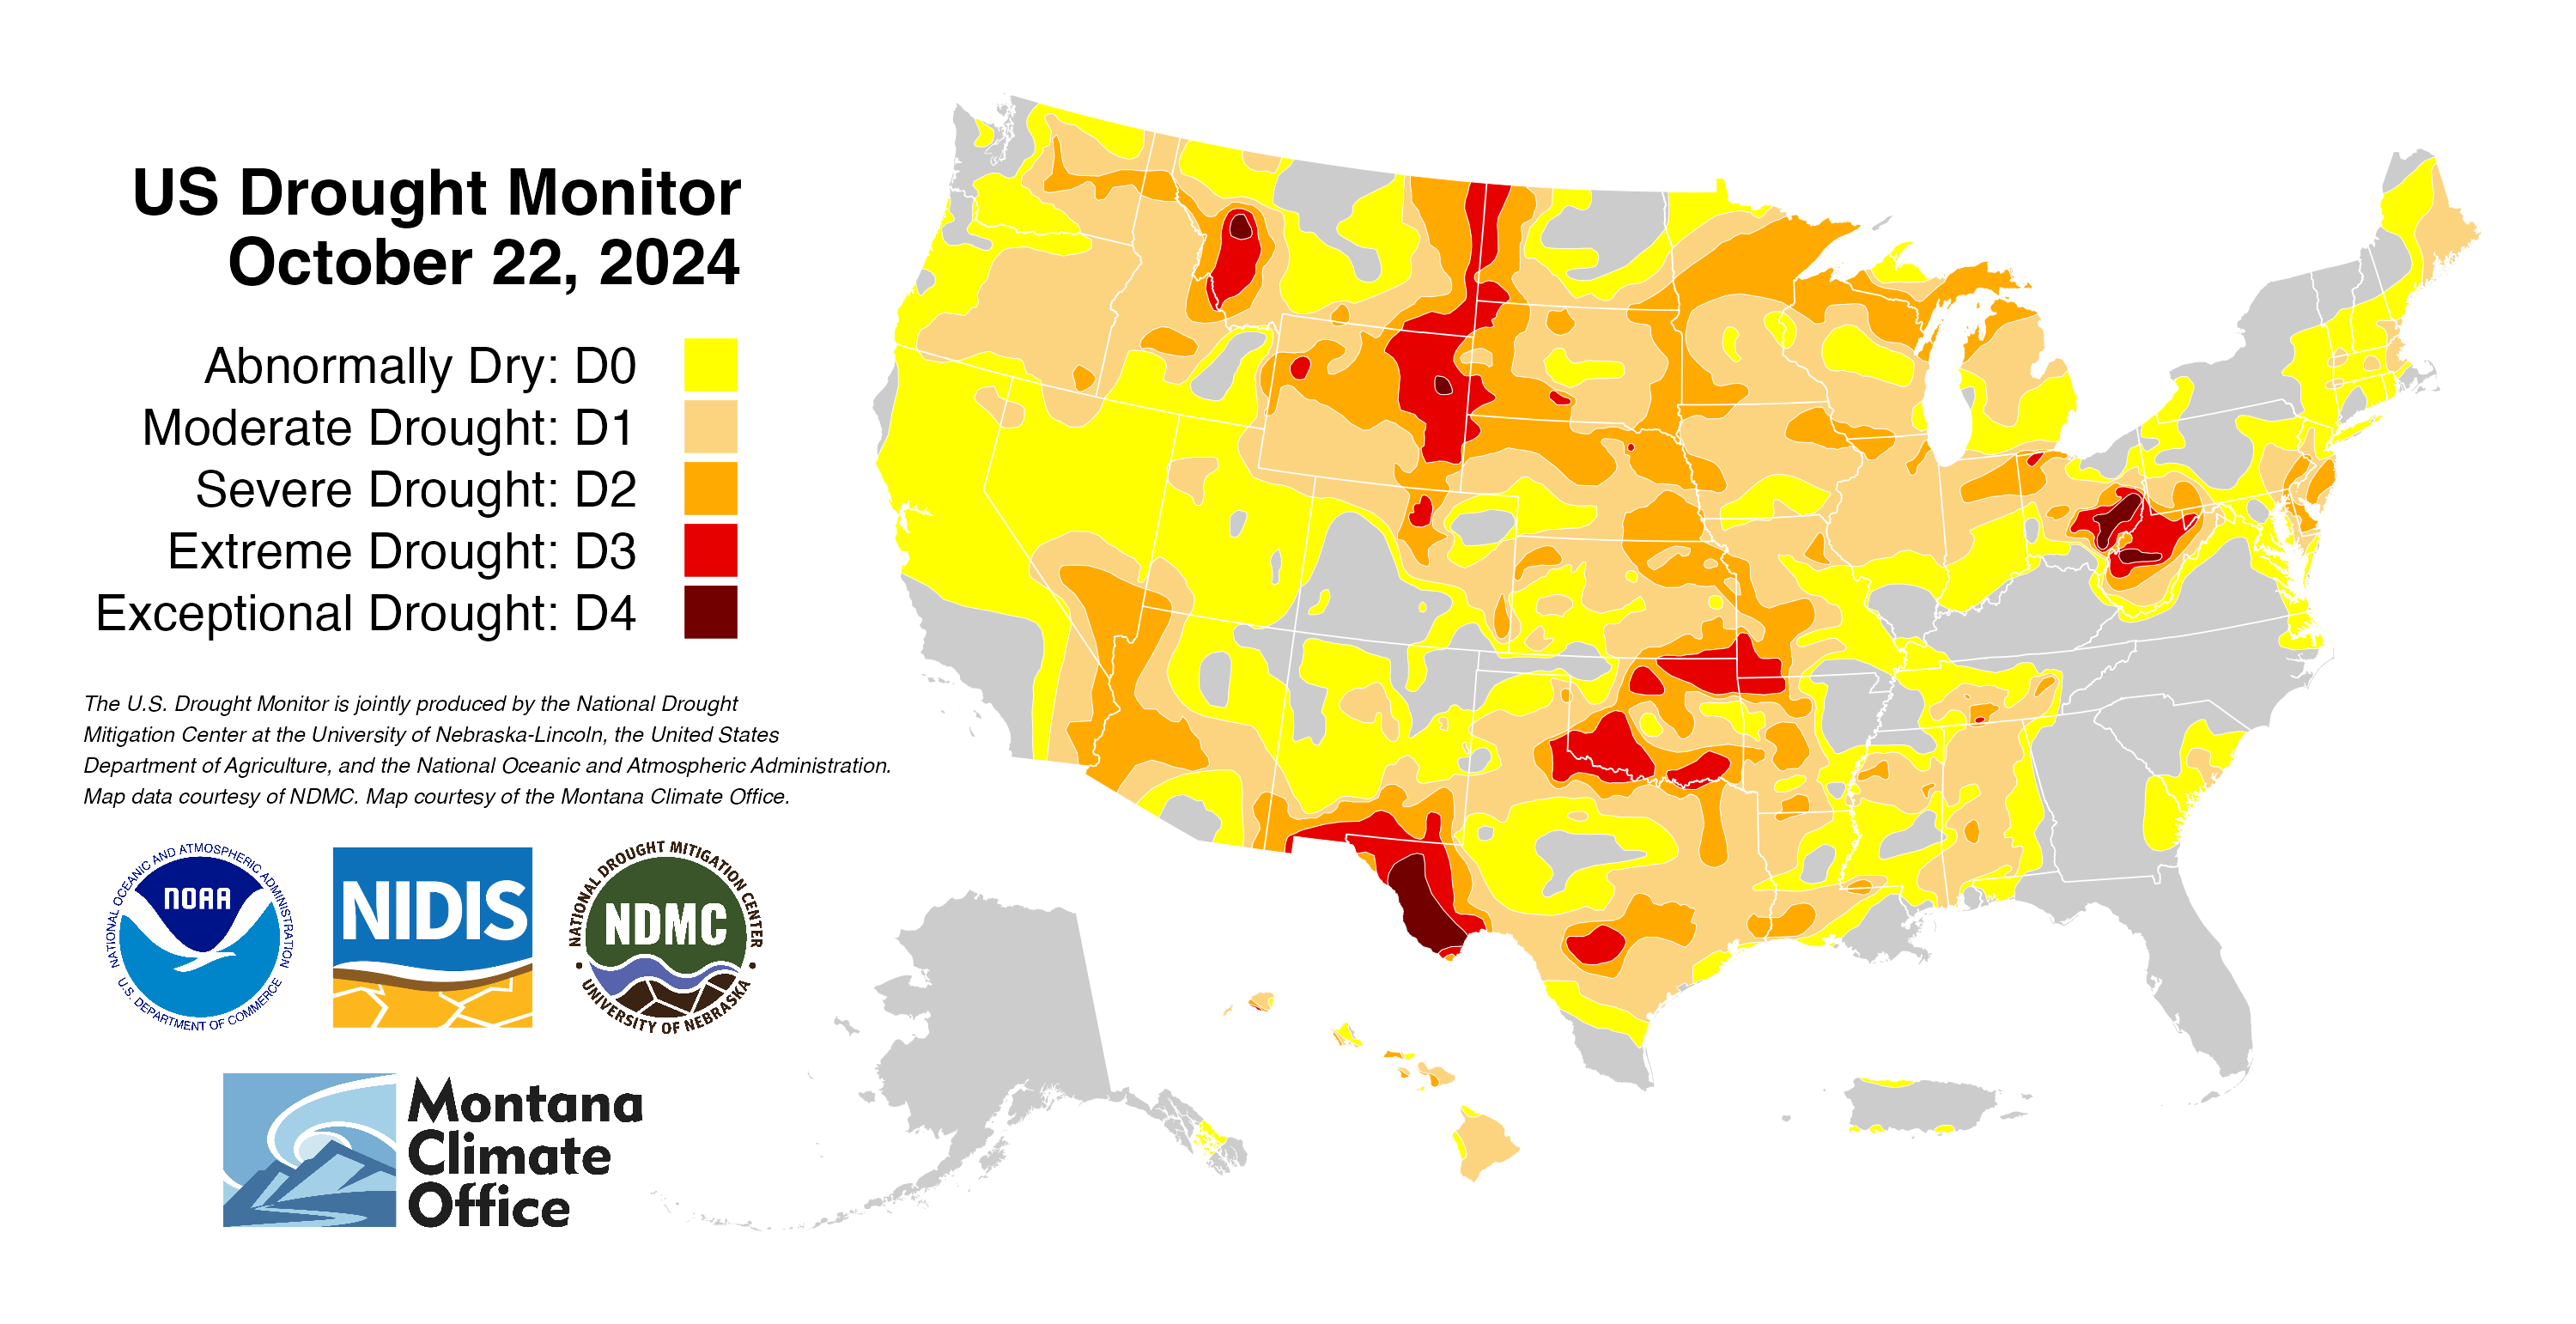 US Drought Monitor
October 22, 2024
Abnormally Dry: D0
Moderate Drought: D1
Severe Drought: D2
Extreme Drought: D3
Exceptional Drought: D4
The U.S. Drought Monitor is jointly produced by the National Drought
Mitigation Center at the University of Nebraska-Lincoln, the United States
Department of Agriculture, and the National Oceanic and Atmospheric Administration.
Map data courtesy of NDMC. Map courtesy of the Montana Climate Office.
NATIONAL OCEANIC AND ATMOSPHERIC ADMINISTRATION
NOAA
U.S. DEPARTMENT OF COMMERCE
NIDIS
NATIONAL DROUGHT MITIGATION CENTER
NDMC
UNIVERSITY OF NEBRASKA
Montana
Climate
Office